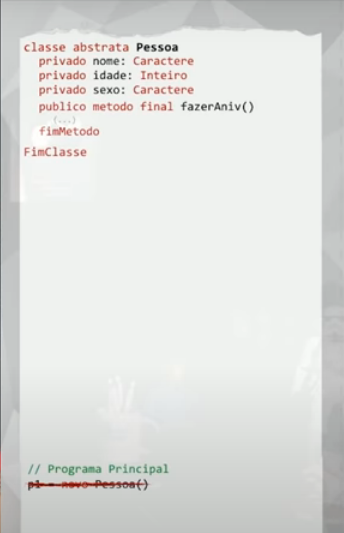 classe abstrata Pessoa
privado nome: Caractere
privado idade: Inteiro
privado sexo: Caractere
publico metodo final fazerAniv()
(...)
fimMetodo
FimClasse
// Programa Principal
p1 = novo Pessoa()